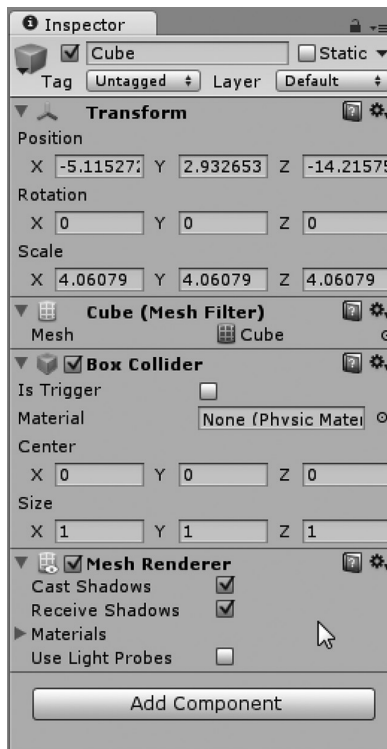 Inspector
Cube Static
Tag Untagged Layer Default
Transform
Position
X -5.115272 Y 2.932653 Z -14.21575
Rotation
X 0 Y 0 Z 0
Scale
X 4.06079 Y 4.06079 Z 4.06079
Cube (Mesh Filter)
Mesh Cube
Box Collider
Is Trigger
Material None (Physic Mater
Center
X 0 Y 0 Z 0
Size
X 1 Y 1 Z 1
Mesh Renderer
Cast Shadows
Receive Shadows
Materials
Use Light Probes
Add Component